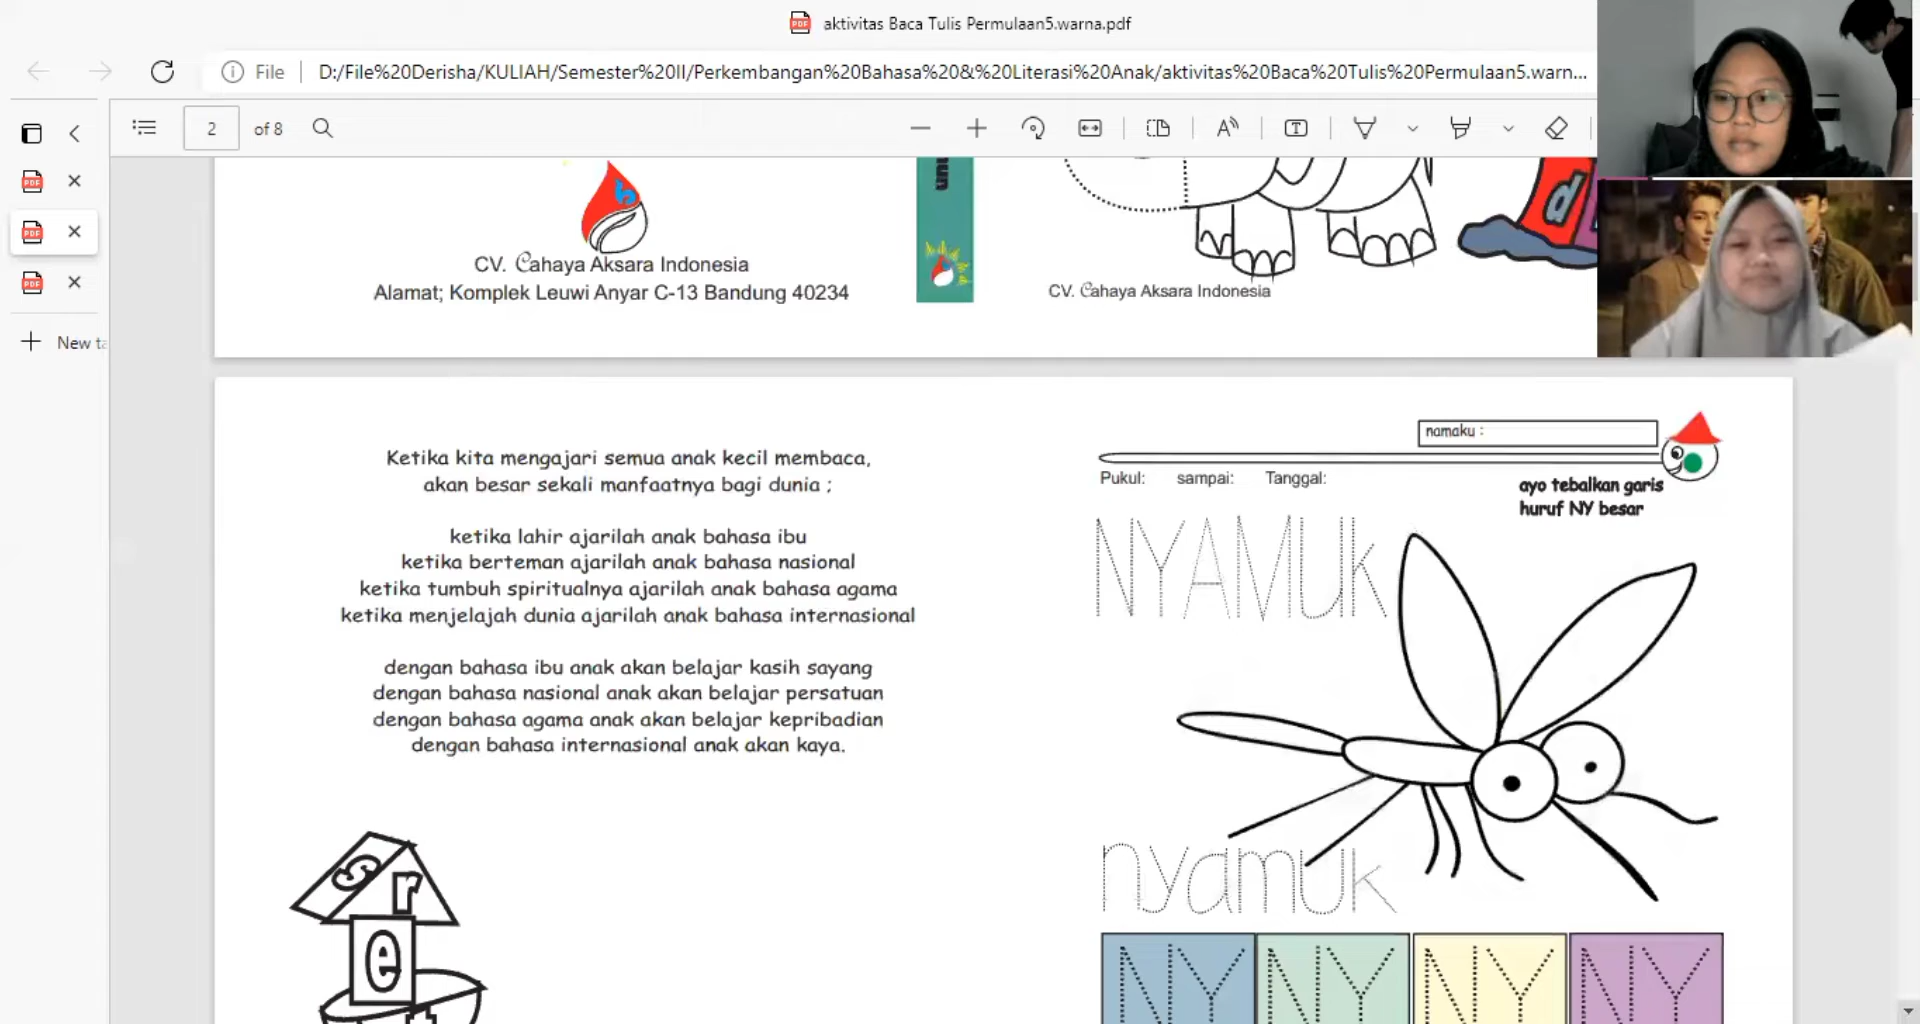 aktivitas Baca Tulis Permulaan5.warna.pdf
File
D:/File%20Derisha/KULIAH/Semester%20II/Perkembangan%20Bahasa%20&%20Literasi%20Anak/aktivitas%20Baca%20Tulis%20Permulaan5.warn...
2 of 8
New ta
CV. Cahaya Aksara Indonesia
Alamat; Komplek Leuwi Anyar C-13 Bandung 40234
CV. Cahaya Aksara Indonesia
d
Ketika kita mengajari semua anak kecil membaca,
akan besar sekali manfaatnya bagi dunia ;
ketika lahir ajarilah anak bahasa ibu
ketika berteman ajarilah anak bahasa nasional
ketika tumbuh spiritualnya ajarilah anak bahasa agama
ketika menjelajah dunia ajarilah anak bahasa internasional
dengan bahasa ibu anak akan belajar kasih sayang
dengan bahasa nasional anak akan belajar persatuan
dengan bahasa agama anak akan belajar kepribadian
dengan bahasa internasional anak akan kaya.
s r
e
namaku :
Pukul: sampai: Tanggal:
ayo tebalkan garis
huruf NY besar
NYAMUk
nyamuk
NY NY NY NY